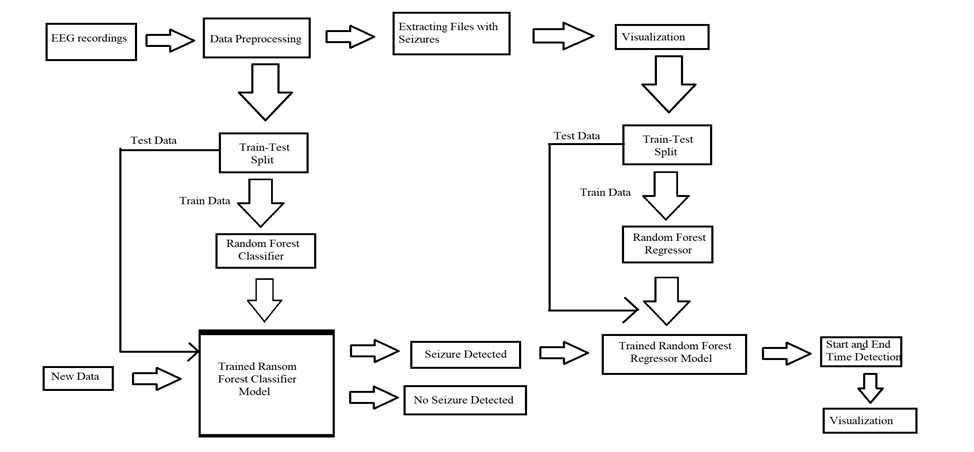 EEG recordings
Data Preprocessing
Extracting Files with
Seizures
Visualization
Test Data
Train-Test
Split
Train Data
Random Forest
Classifier
Test Data
Train-Test
Split
Train Data
Random Forest
Regressor
New Data
Trained Ransom
Forest Classifier
Model
Seizure Detected
No Seizure Detected
Trained Random Forest
Regressor Model
Start and End
Time Detection
Visualization